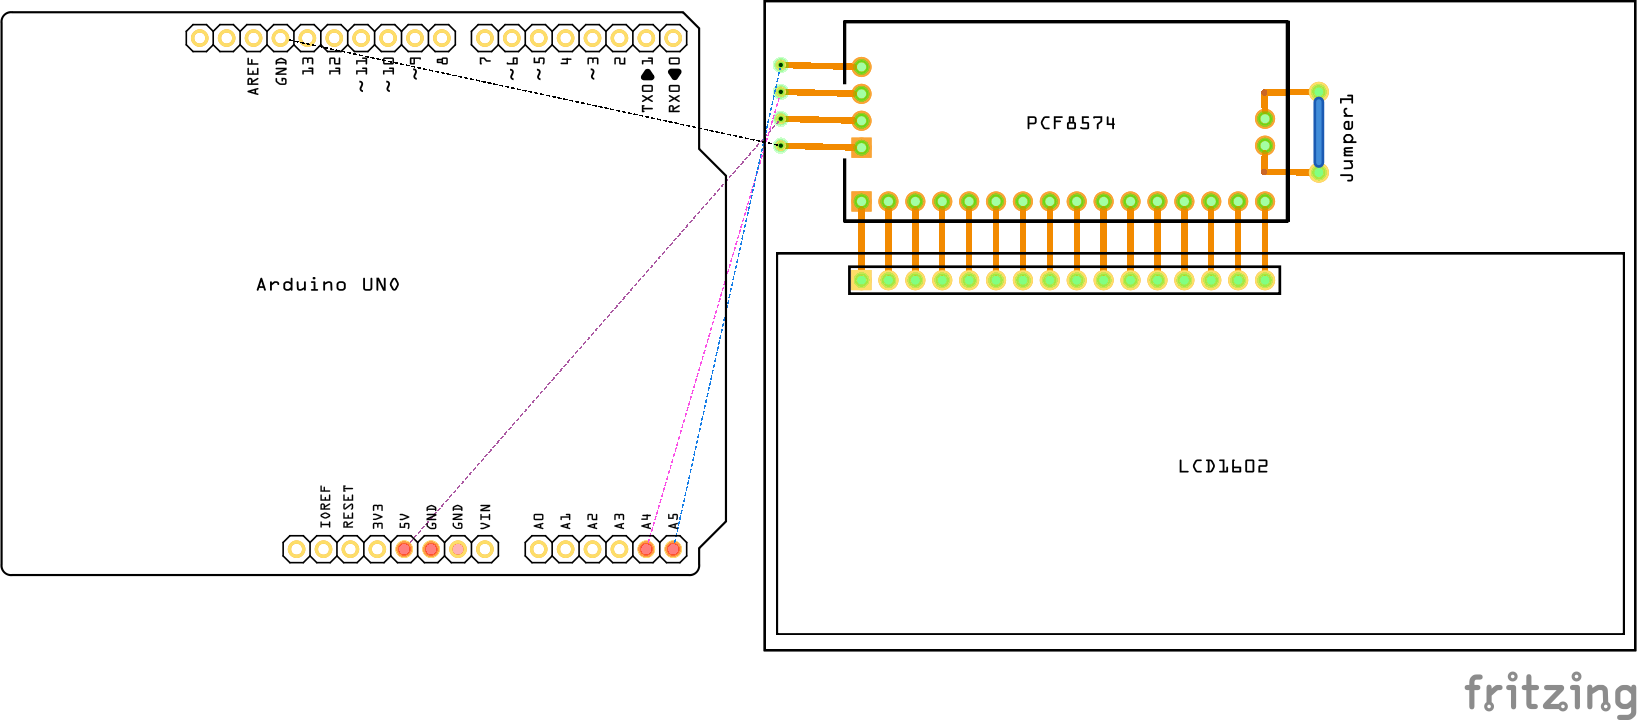 AREF
GND
13
12
~11
~10
~9
8
7
~6
~5
4
~3
2
TX0▶1
RX0◀0
PCF8574
Jumper1
Arduino UNO
LCD1602
IOREF
RESET
3V3
5V
GND
GND
VIN
A0
A1
A2
A3
A4
A5
fritzing